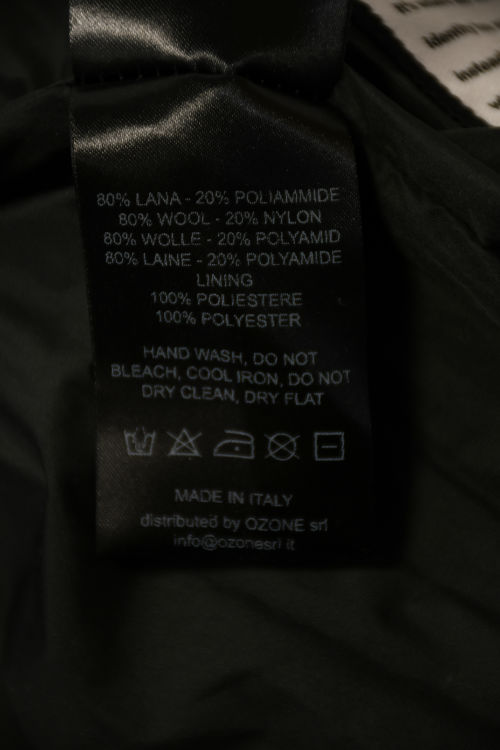 80% LANA - 20% POLIAMMIDE
80% WOOL - 20% NYLON
80% WOLLE - 20% POLYAMID
80% LAINE - 20% POLYAMIDE
LINING
100% POLIESTERE
100% POLYESTER
HAND WASH, DO NOT
BLEACH, COOL IRON, DO NOT
DRY CLEAN, DRY FLAT
MADE IN ITALY
distributed by OZONE srl
info@ozonesrl it